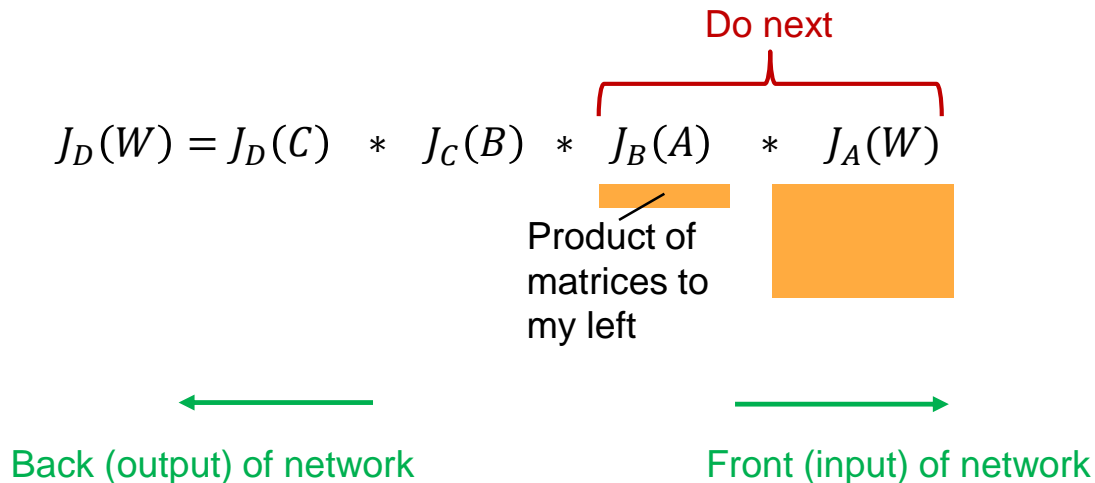 Do next
J_D(W) = J_D(C) * J_C(B) * J_B(A) * J_A(W)
Product of
matrices to
my left
Back (output) of network
Front (input) of network